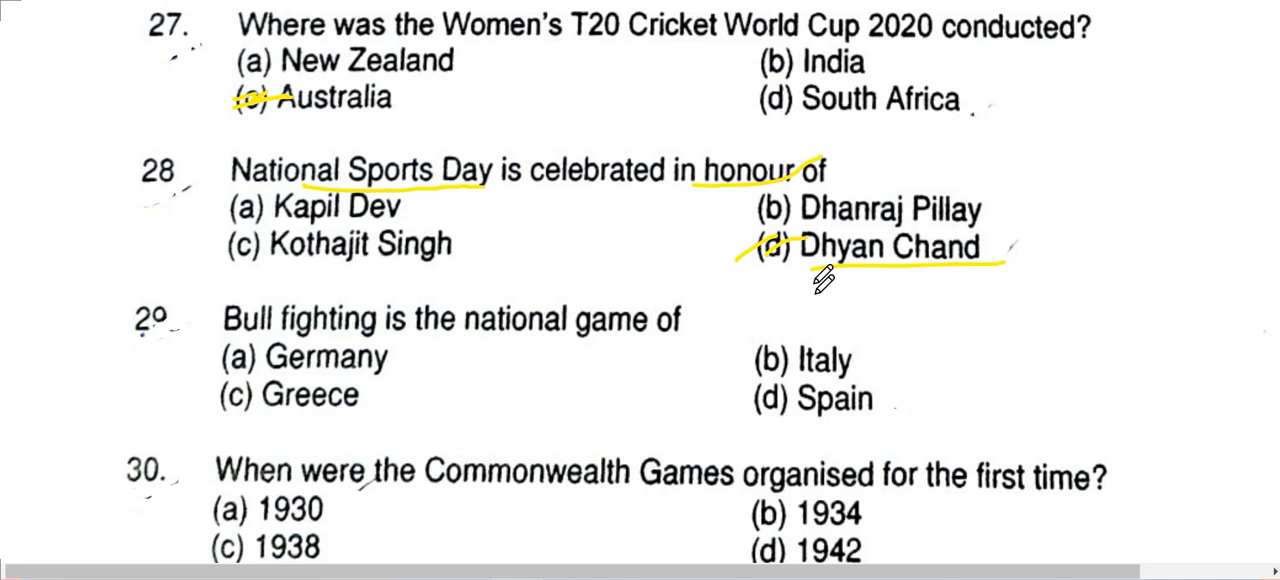 27. Where was the Women's T20 Cricket World Cup 2020 conducted?
(a) New Zealand (b) India
(c) Australia (d) South Africa
28 National Sports Day is celebrated in honour of
(a) Kapil Dev (b) Dhanraj Pillay
(c) Kothajit Singh (d) Dhyan Chand
29 Bull fighting is the national game of
(a) Germany (b) Italy
(c) Greece (d) Spain
30. When were the Commonwealth Games organised for the first time?
(a) 1930 (b) 1934
(c) 1938 (d) 1942